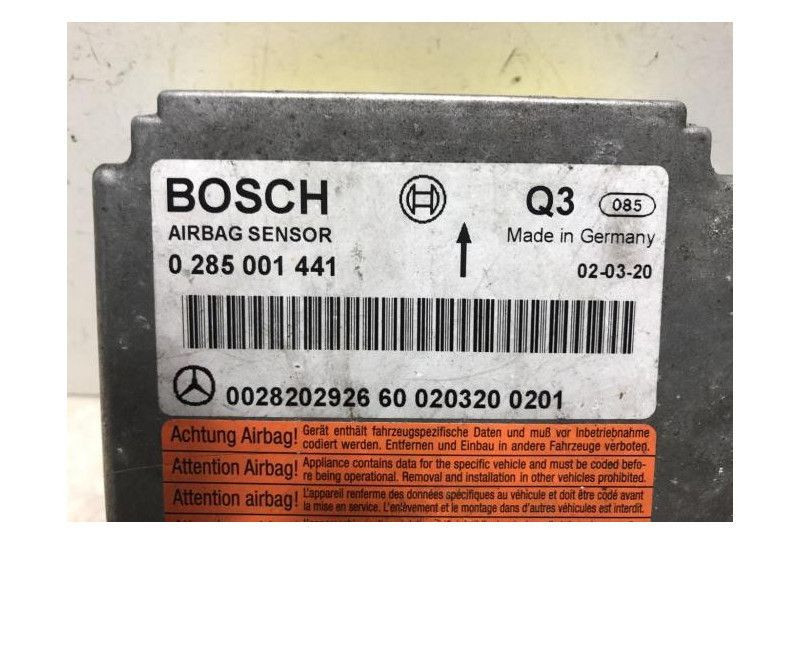 BOSCH Q3 085
AIRBAG SENSOR Made in Germany
0 285 001 441 02-03-20
0028202926 60 020320 0201
Achtung Airbag! Gerät enthält fahrzeugspezifische Daten und muß vor Inbetriebnahme
codiert werden. Entfernen und Einbau in andere Fahrzeuge verboten.
Attention Airbag! Appliance contains data for the specific vehicle and must be coded befo-
re being operational. Removal and installation in other vehicles prohibited.
Attention airbag! L'appareil renferme des données spécifiques au véhicule et doit être codé avant
la mise en service. L'enlèvement et le montage dans d'autres véhicules est interdit.